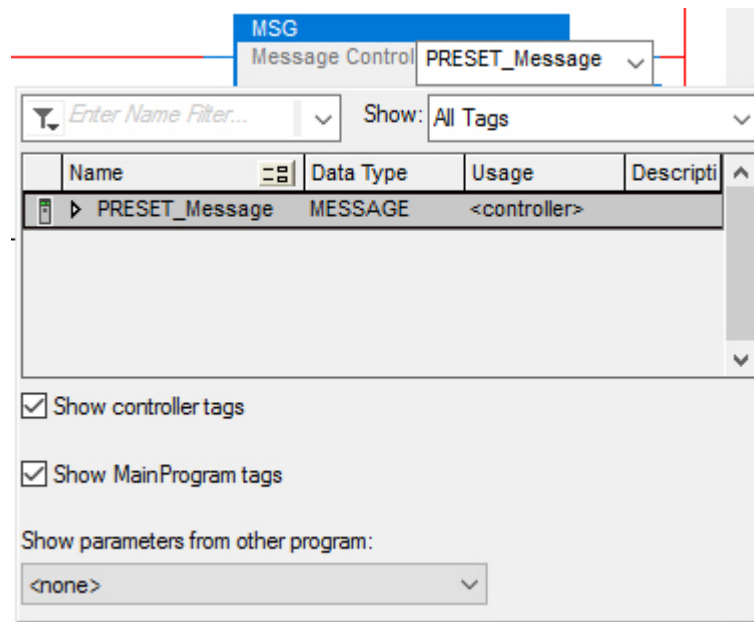 MSG
Message Control PRESET_Message
Enter Name Filter... Show: All Tags
Name Data Type Usage Descripti
PRESET_Message MESSAGE <controller>
Show controller tags
Show MainProgram tags
Show parameters from other program:
<none>